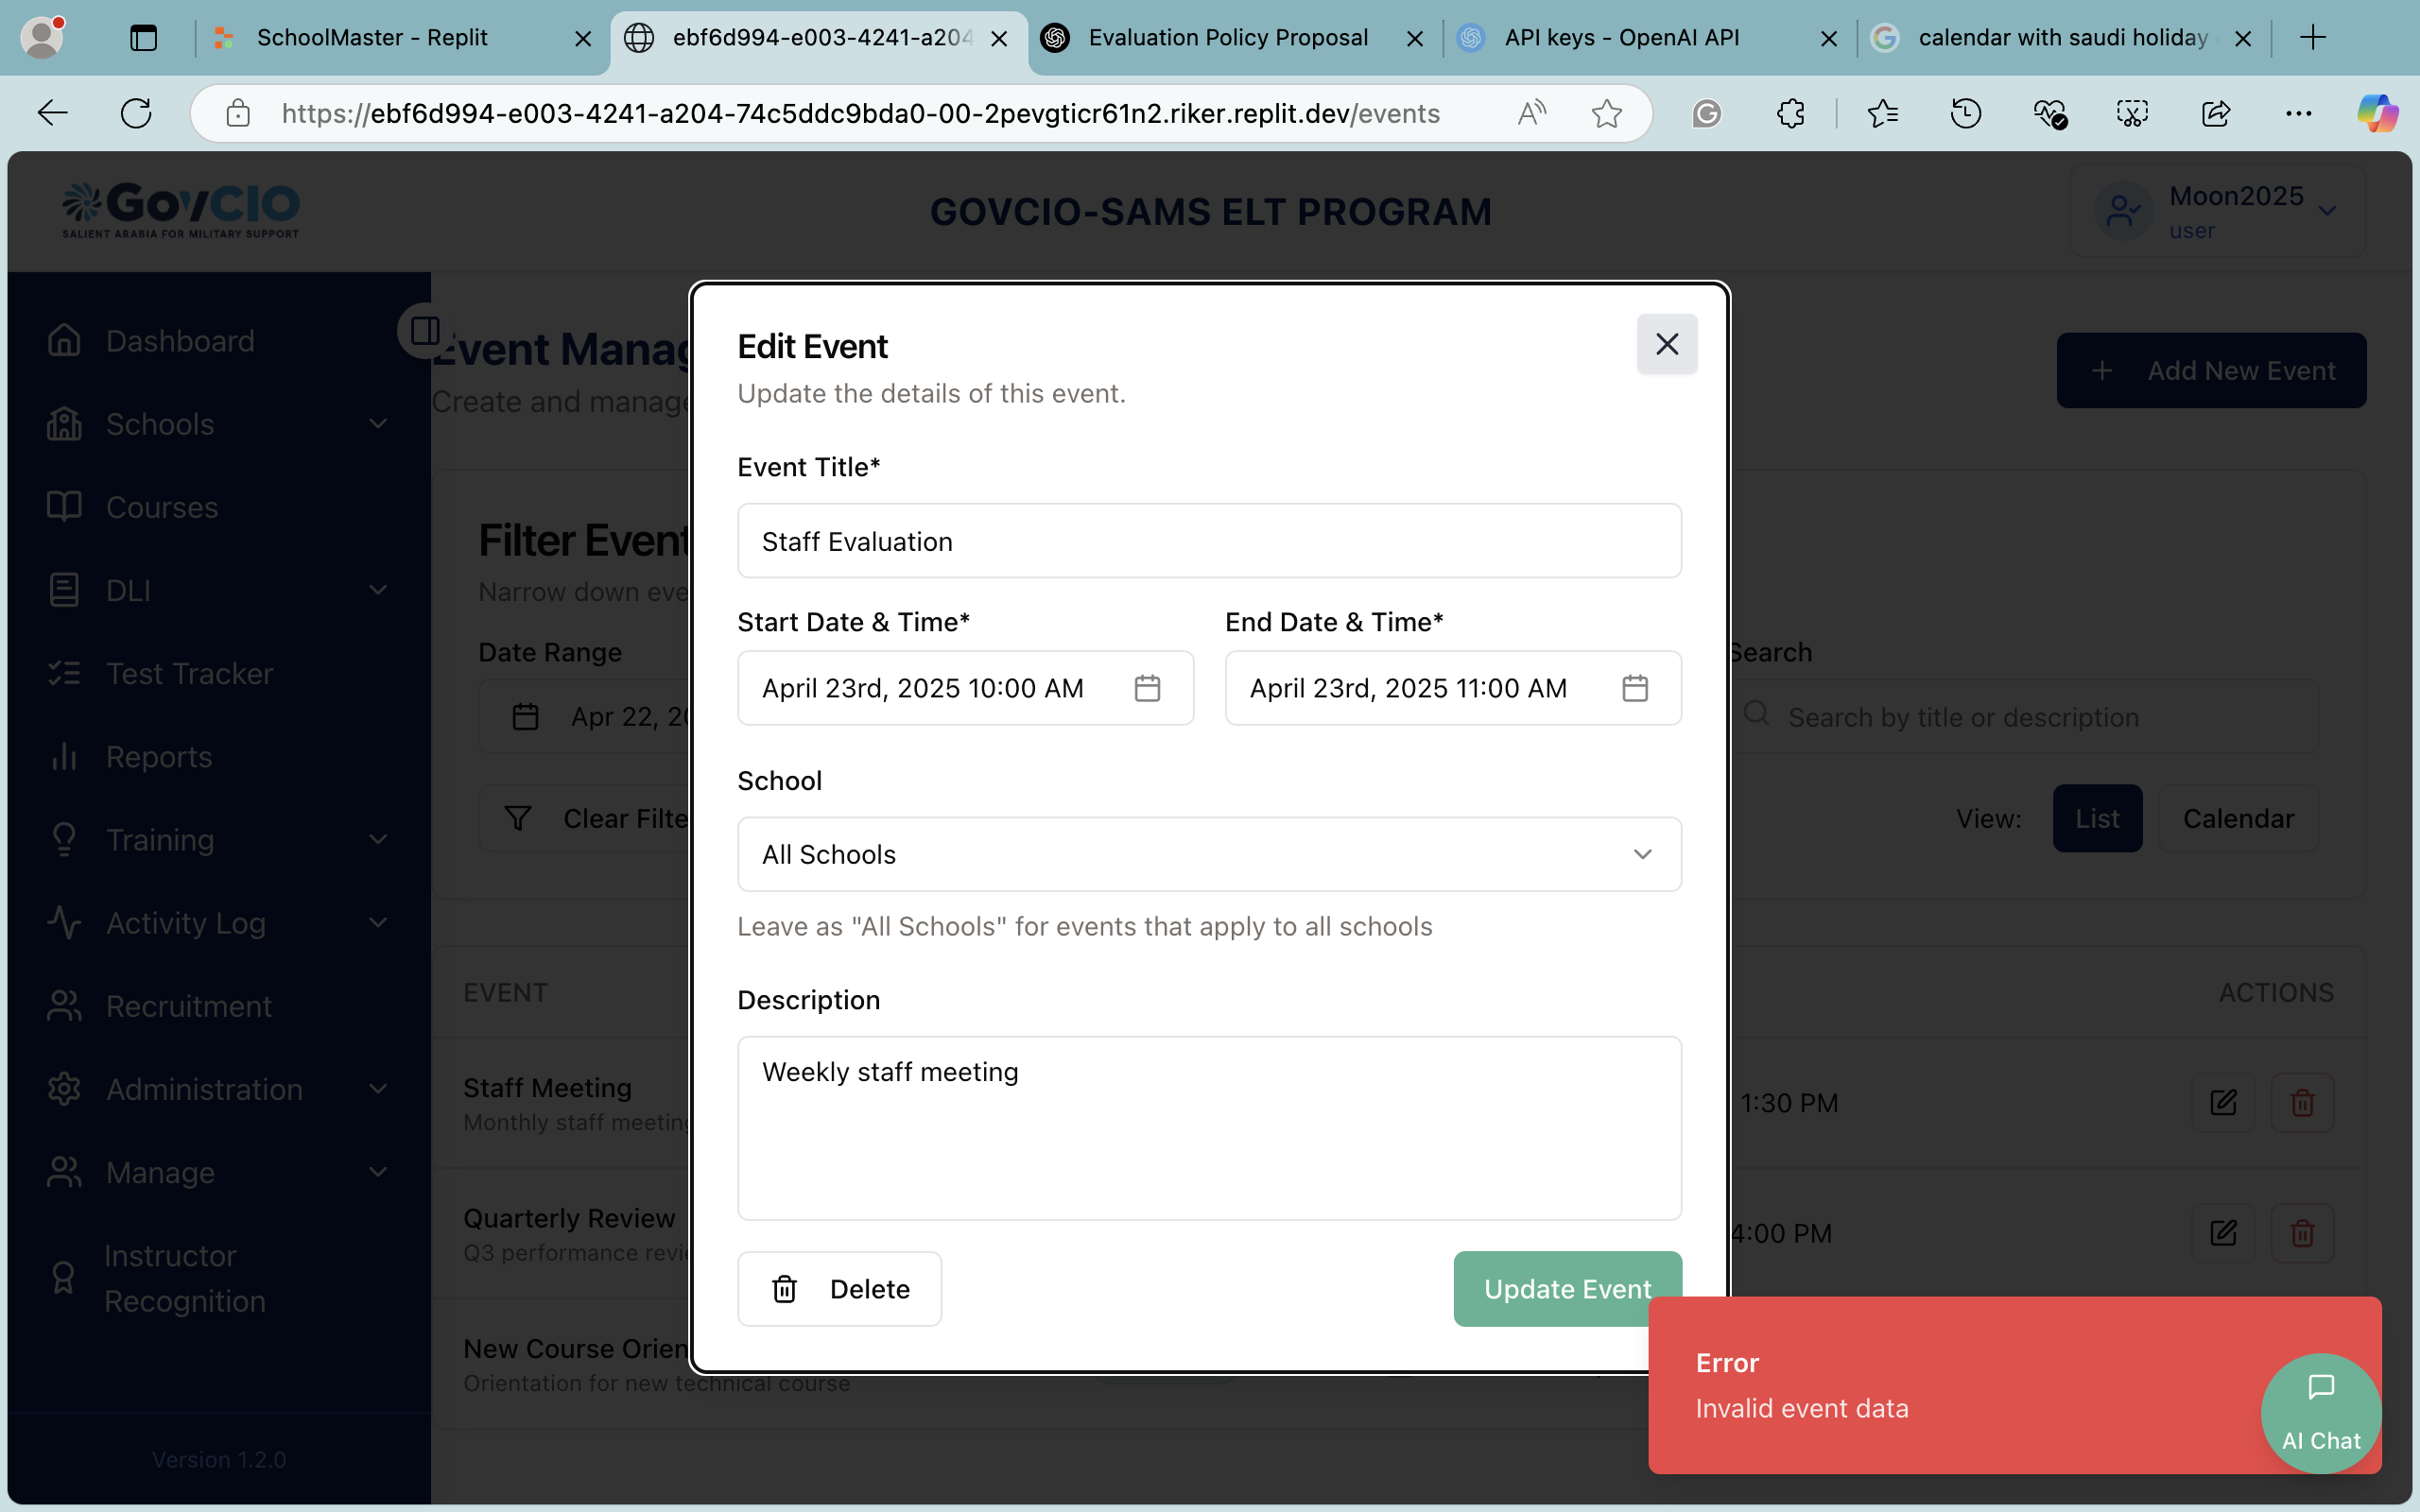 SchoolMaster - Replit
ebf6d994-e003-4241-a204
Evaluation Policy Proposal
API keys - OpenAI API
calendar with saudi holiday
https://ebf6d994-e003-4241-a204-74c5ddc9bda0-00-2pevgticr61n2.riker.replit.dev/events
GovCIO
SALIENT ARABIA FOR MILITARY SUPPORT
GOVCIO-SAMS ELT PROGRAM
Moon2025
user
Dashboard
Schools
Courses
DLI
Test Tracker
Reports
Training
Activity Log
Recruitment
Administration
Manage
Instructor
Recognition
Version 1.2.0
Event Manag
Create and manage
Add New Event
Filter Event
Narrow down eve
Date Range
Apr 22, 20
Clear Filte
Search
Search by title or description
View:
List
Calendar
EVENT
ACTIONS
Staff Meeting
Monthly staff meeting
1:30 PM
Quarterly Review
Q3 performance revi
4:00 PM
New Course Orien
Orientation for new technical course
Edit Event
Update the details of this event.
Event Title*
Staff Evaluation
Start Date & Time*
End Date & Time*
April 23rd, 2025 10:00 AM
April 23rd, 2025 11:00 AM
School
All Schools
Leave as "All Schools" for events that apply to all schools
Description
Weekly staff meeting
Delete
Update Event
Error
Invalid event data
AI Chat